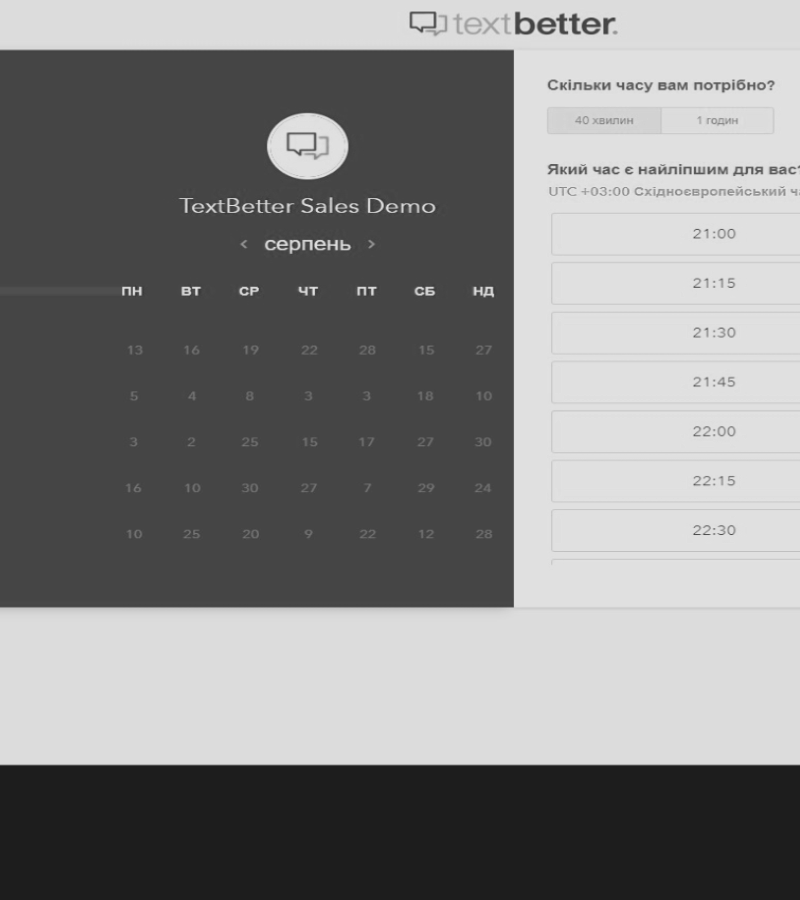 textbetter.
TextBetter Sales Demo
< серпень >
ПН ВТ СР ЧТ ПТ СБ НД
13 16 19 22 28 15 27
5 4 8 3 3 18 10
3 2 25 15 17 27 30
16 10 30 27 7 29 24
10 25 20 9 22 12 28
Скільки часу вам потрібно?
40 хвилин 1 годин
Який час є найліпшим для вас?
UTC +03:00 Східноєвропейський
21:00
21:15
21:30
21:45
22:00
22:15
22:30